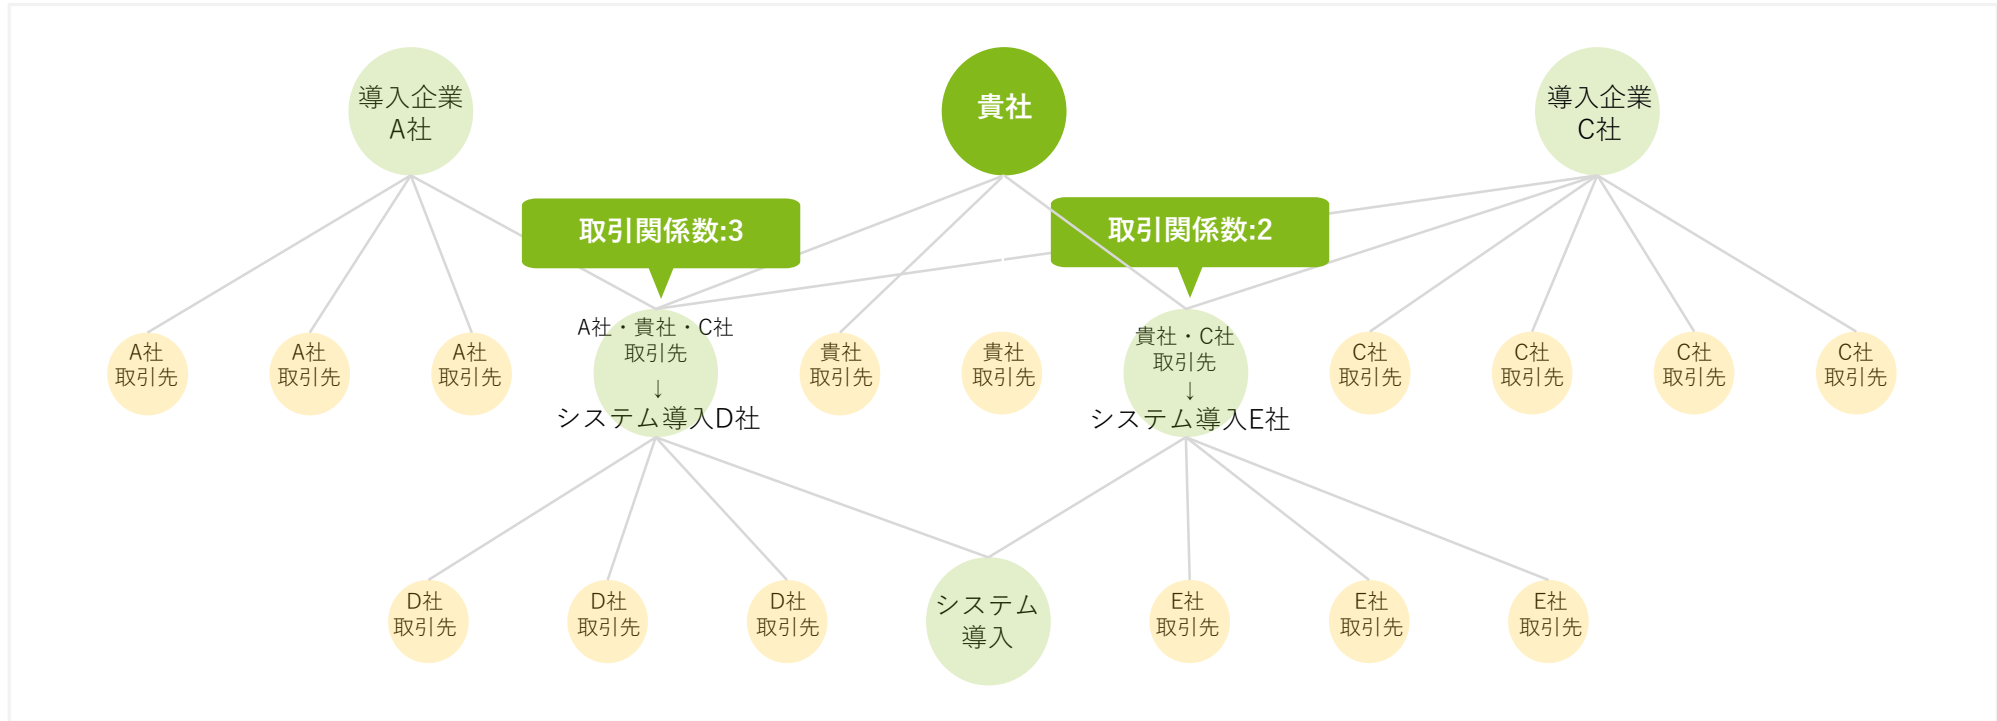 導入企業
A社
貴社
導入企業
C社
取引関係数:3
取引関係数:2
A社
取引先
A社
取引先
A社
取引先
A社・貴社・C社
取引先
↓
システム導入D社
貴社
取引先
貴社
取引先
貴社・C社
取引先
↓
システム導入E社
C社
取引先
C社
取引先
C社
取引先
C社
取引先
D社
取引先
D社
取引先
D社
取引先
システム
導入
E社
取引先
E社
取引先
E社
取引先